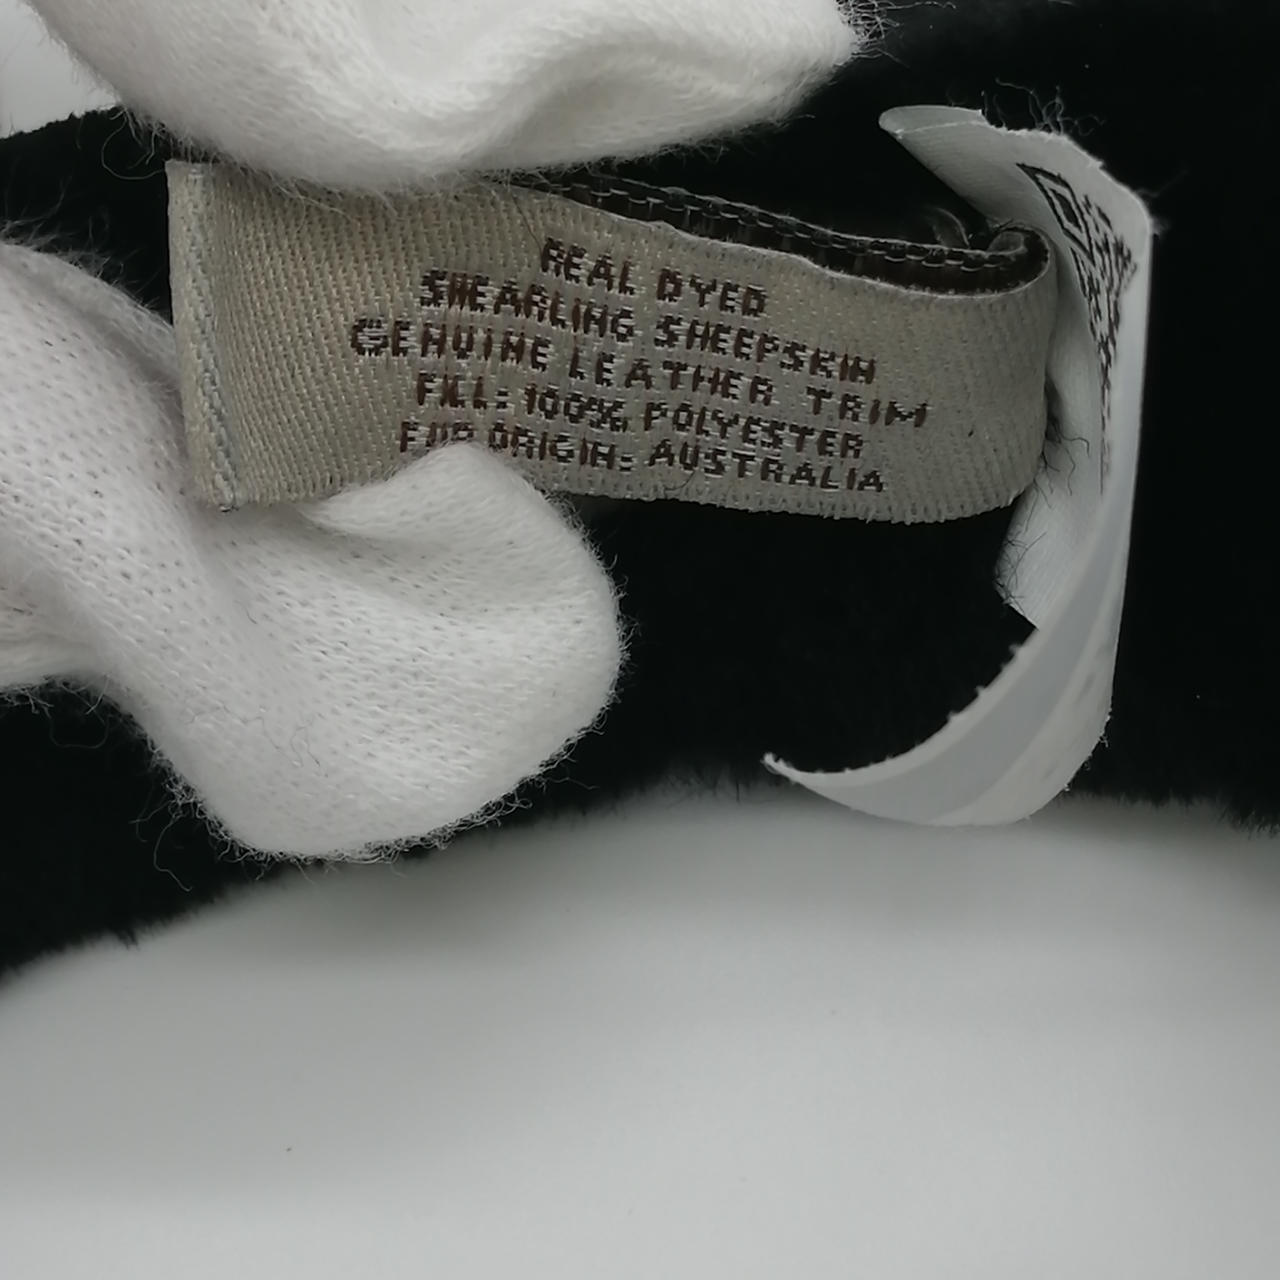 REAL DYED
SHEARLING SHEEPSKIN
GENUINE LEATHER TRIM
FILL: 100% POLYESTER
FUR ORIGIN: AUSTRALIA